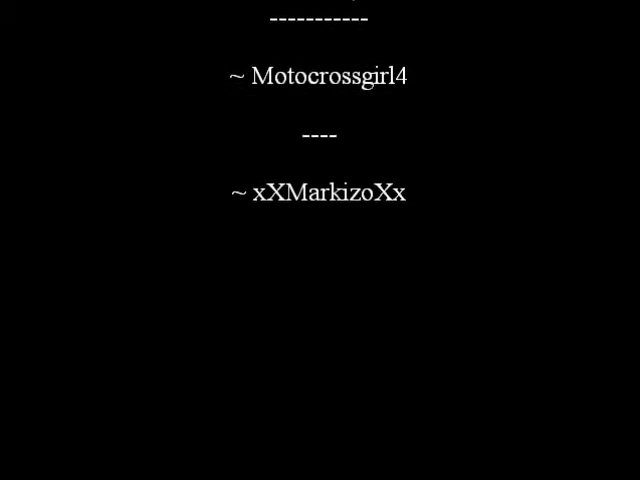 -----------
~ Motocrossgirl4
----
~ xXMarkizoXx